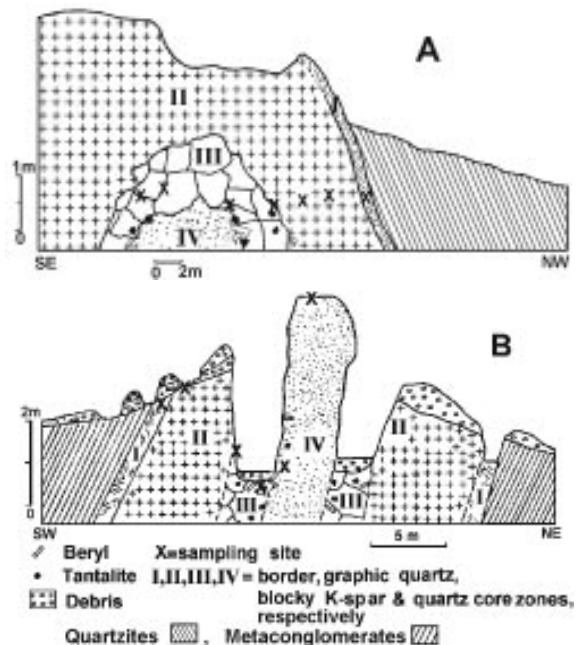 A
II
I
III
1m
IV
0
SE
0 2m
NW
X
B
2m
II
II
I
IV
III
III
I
0
SW
5 m
NE
Beryl X=sampling site
Tantalite I,II,III,IV = border, graphic quartz,
Debris blocky K-spar & quartz core zones,
respectively
Quartzites , Metaconglomerates